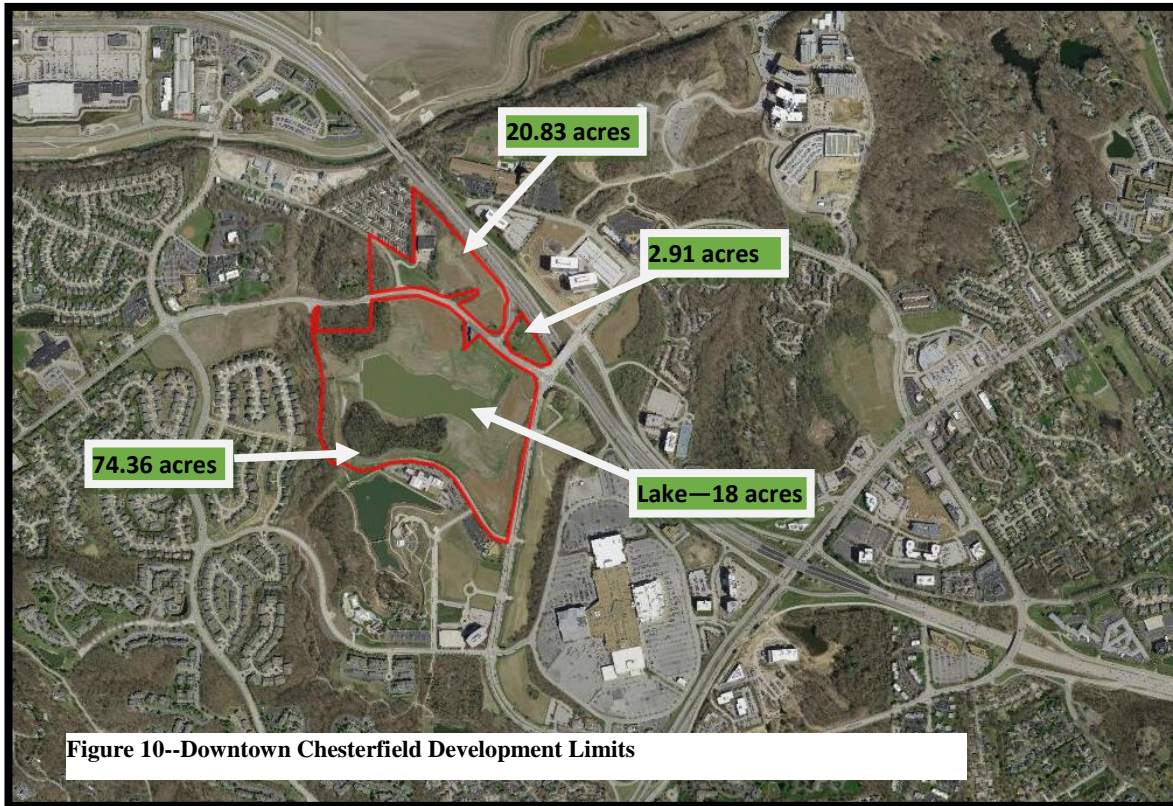 20.83 acres
2.91 acres
74.36 acres
Lake—18 acres
Figure 10--Downtown Chesterfield Development Limits